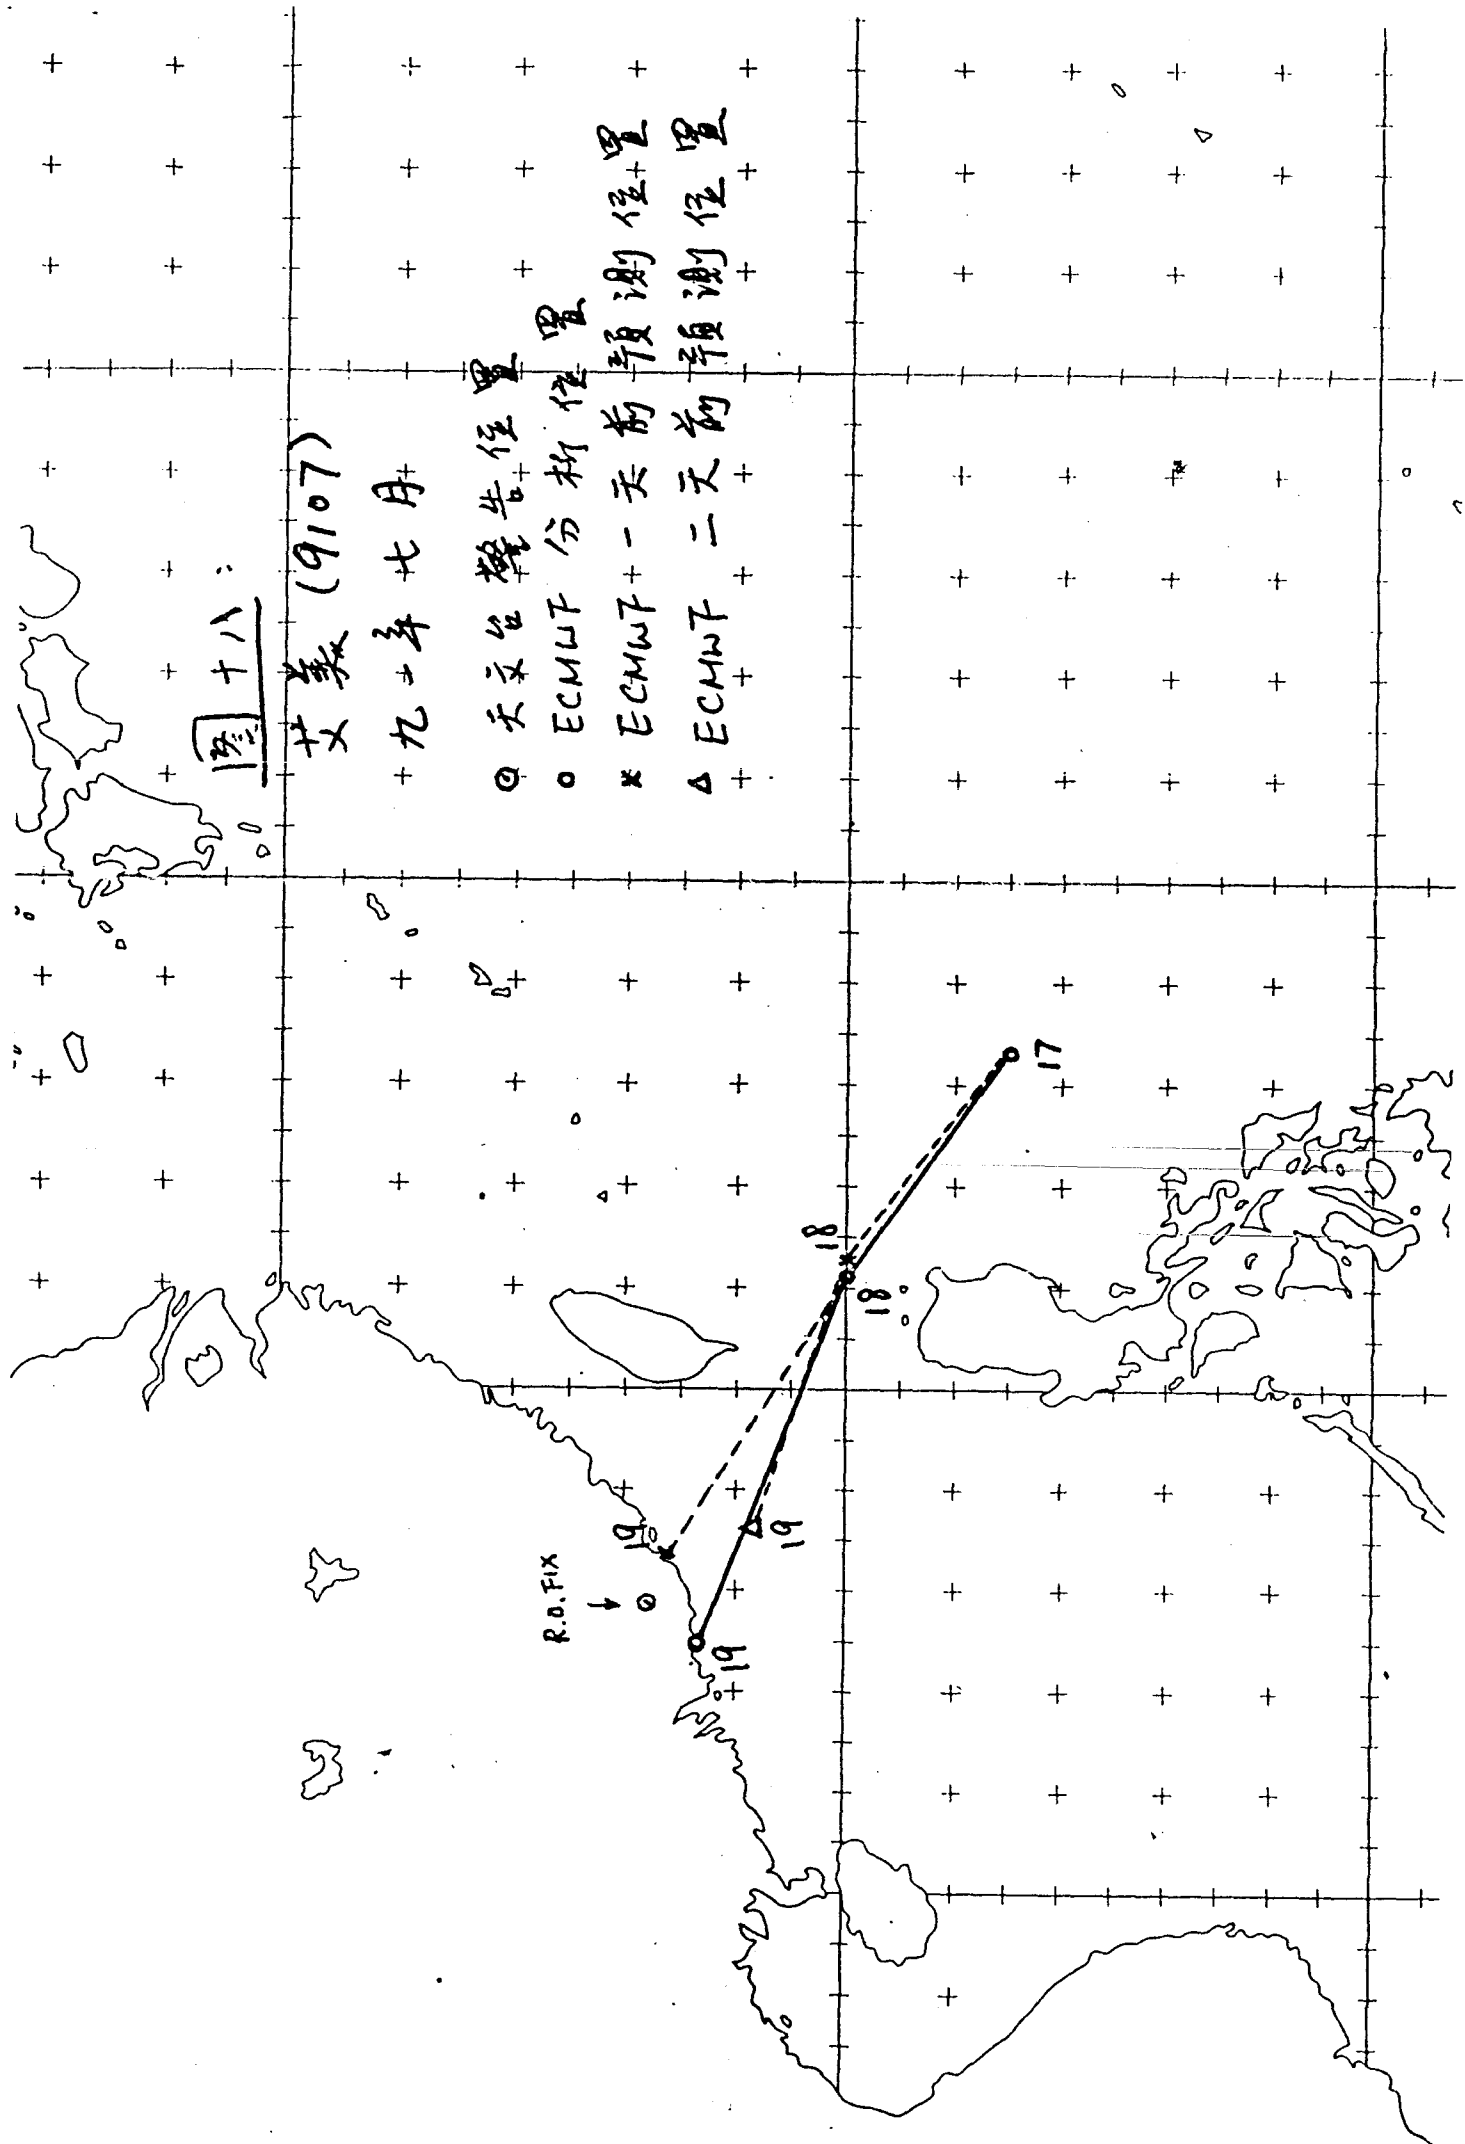 圖十八：
艾美 (9107)
九一年七月
天文台警告位置
ECMWF 分析位置
ECMWF 一天前預測位置
ECMWF 二天前預測位置
R.O. FIX
19
19
19
18
18
17